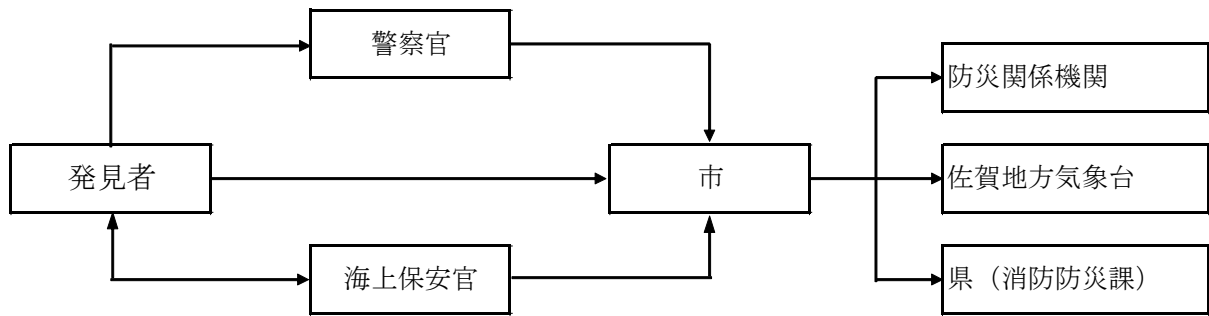 警察官
防災関係機関
発見者
市
佐賀地方気象台
海上保安官
県（消防防災課）